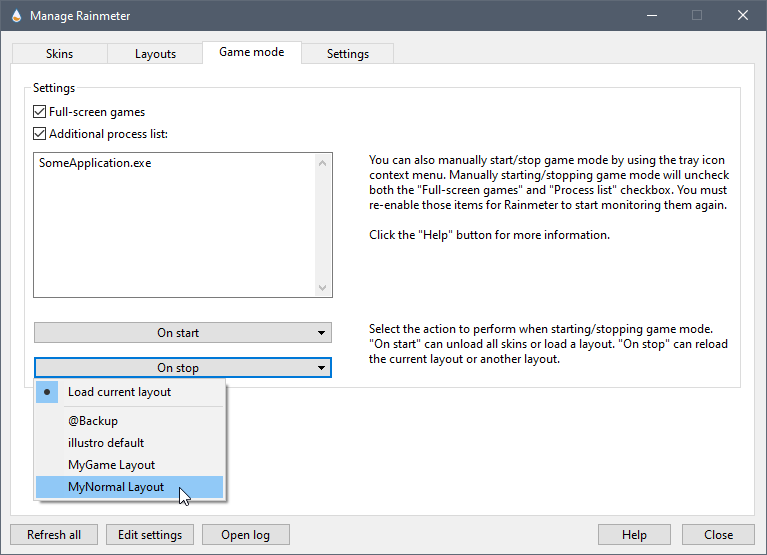 Manage Rainmeter
Skins
Layouts
Game mode
Settings
Settings
Full-screen games
Additional process list:
SomeApplication.exe
You can also manually start/stop game mode by using the tray icon
context menu. Manually starting/stopping game mode will uncheck
both the "Full-screen games" and "Process list" checkbox. You must
re-enable those items for Rainmeter to start monitoring them again.
Click the "Help" button for more information.
On start
Select the action to perform when starting/stopping game mode.
"On start" can unload all skins or load a layout. "On stop" can reload
the current layout or another layout.
On stop
Load current layout
@Backup
illustro default
MyGame Layout
MyNormal Layout
Refresh all
Edit settings
Open log
Help
Close